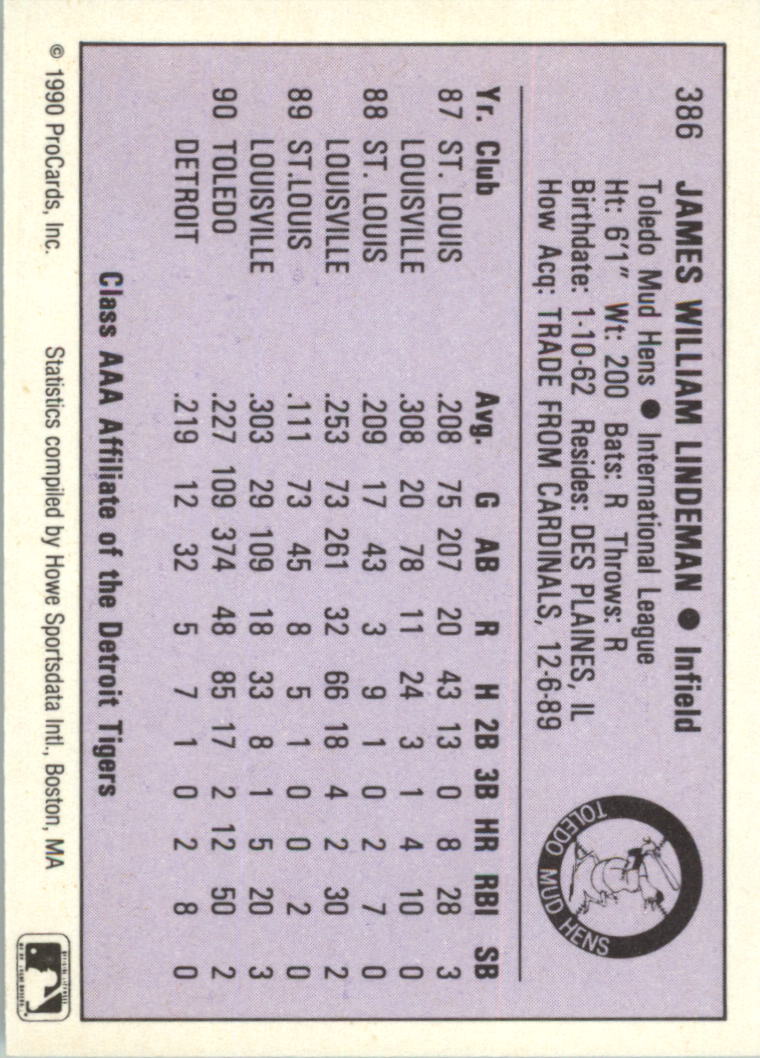 386 JAMES WILLIAM LINDEMAN ● Infield
Toledo Mud Hens ● International League
Ht: 6'1" Wt: 200 Bats: R Throws: R
Birthdate: 1-10-62 Resides: DES PLAINES, IL
How Acq: TRADE FROM CARDINALS, 12-6-89
TOLEDO MUD HENS
Yr. Club Avg. G AB R H 2B 3B HR RBI SB
87 ST. LOUIS .208 75 207 20 43 13 0 8 28 3
LOUISVILLE .308 20 78 11 24 3 1 4 10 0
88 ST. LOUIS .209 17 43 3 9 1 0 2 7 0
LOUISVILLE .253 73 261 32 66 18 4 2 30 2
89 ST.LOUIS .111 73 45 8 5 1 0 0 2 0
LOUISVILLE .303 29 109 18 33 8 1 5 20 3
90 TOLEDO .227 109 374 48 85 17 2 12 50 2
DETROIT .219 12 32 5 7 1 0 2 8 0
Class AAA Affiliate of the Detroit Tigers
© 1990 ProCards, Inc. Statistics compiled by Howe Sportsdata Intl., Boston, MA